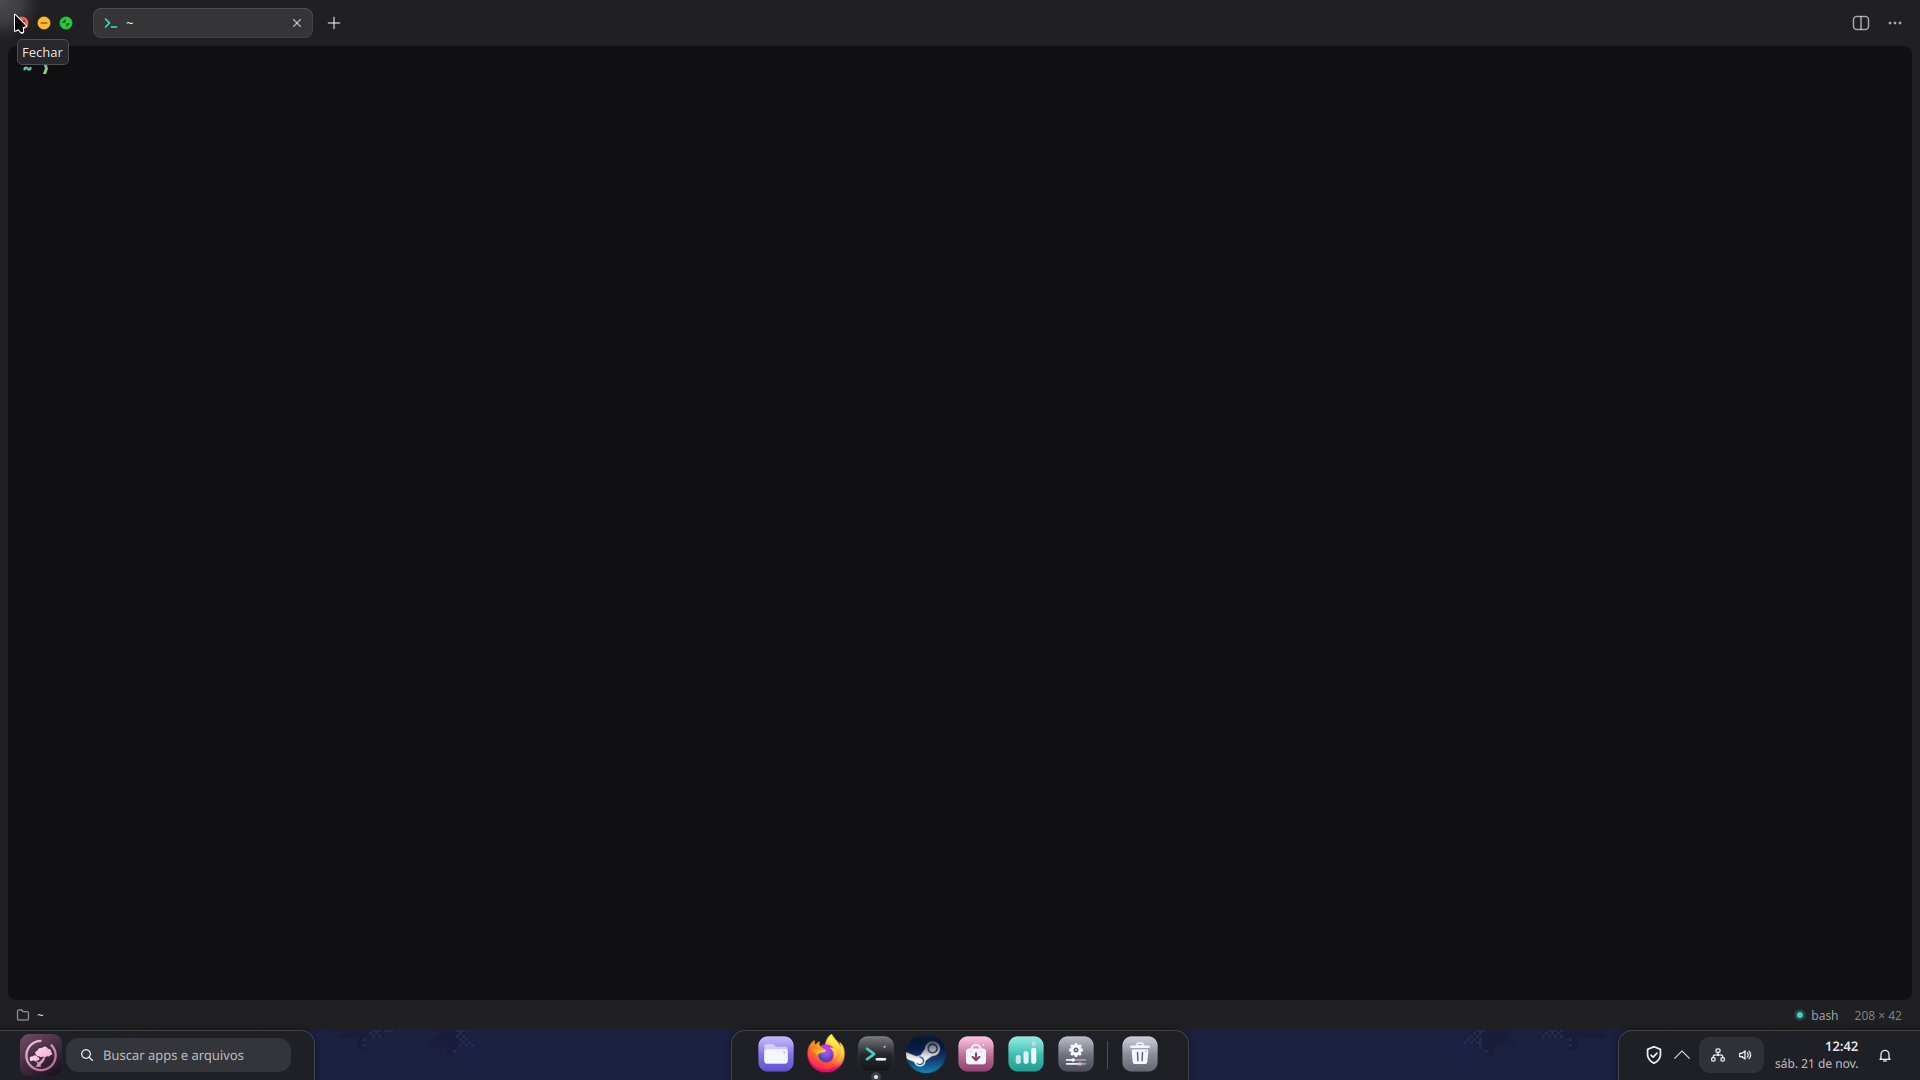 ~
Fechar
~ ❯
~
bash 208 × 42
Buscar apps e arquivos
12:42
sáb. 21 de nov.